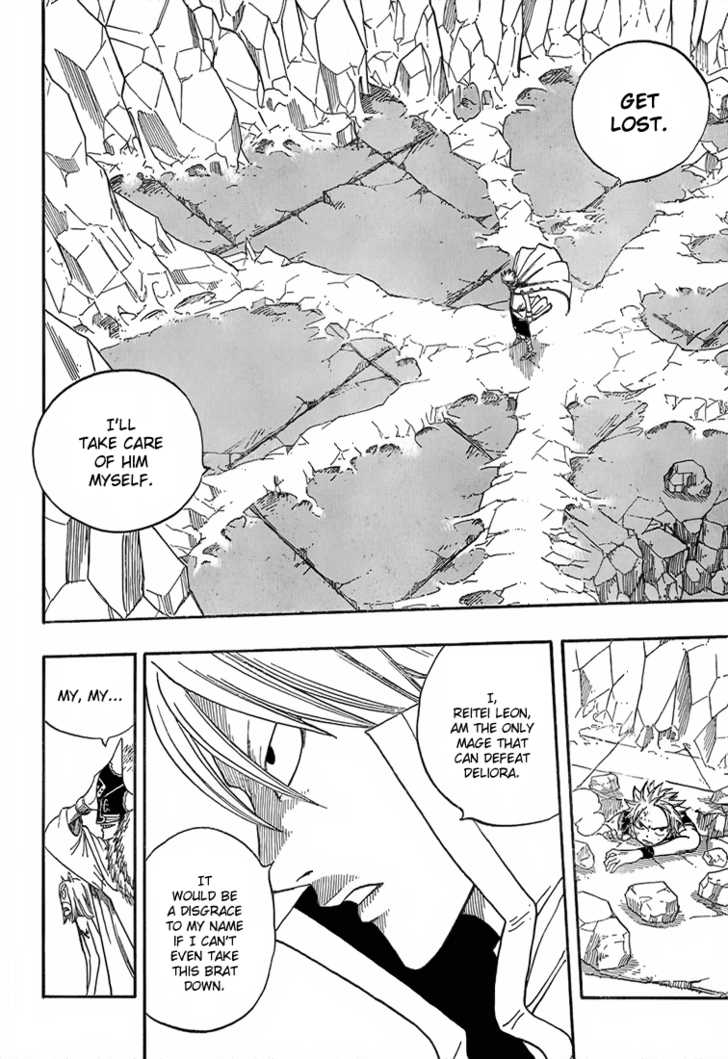 GET
LOST.
I'LL
TAKE CARE
OF HIM
MYSELF.
I,
REITEI LEON,
AM THE ONLY
MAGE THAT
CAN DEFEAT
DELIORA.
IT
WOULD BE
A DISGRACE
TO MY NAME
IF I CAN'T
EVEN TAKE
THIS BRAT
DOWN.
MY, MY...